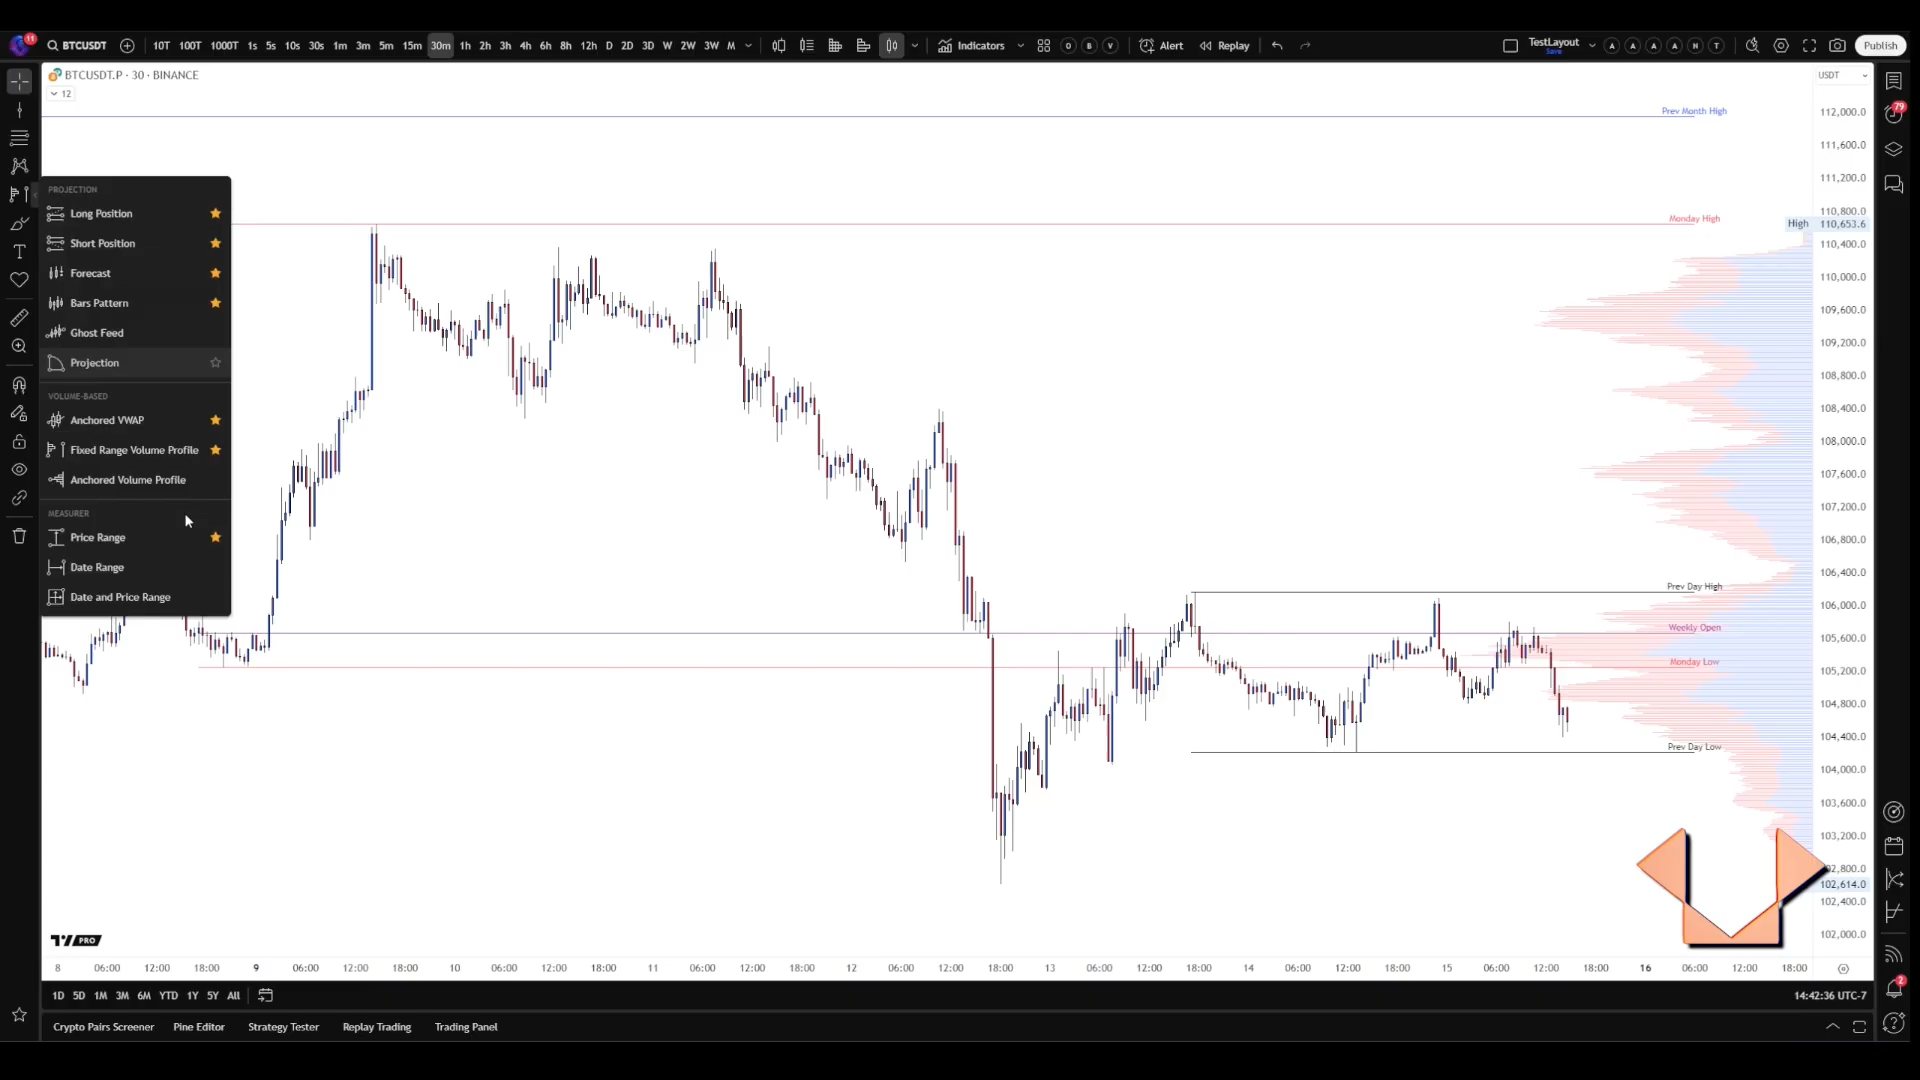 11
BTCUSDT 10T 100T 1000T 1s 5s 10s 30s 1m 3m 5m 15m 30m 1h 2h 3h 4h 6h 8h 12h D 2D 3D W 2W 3W M Indicators O B V Alert Replay TestLayout A A A A H T Publish
Save
BTCUSDT.P · 30 · BINANCE
12
USDT
79
Prev Month High
112,000.0
111,600.0
111,200.0
110,800.0
Monday High
High 110,653.6
110,400.0
110,000.0
109,600.0
109,200.0
108,800.0
108,400.0
108,000.0
107,600.0
107,200.0
106,800.0
106,400.0
106,000.0
105,600.0
105,200.0
104,800.0
104,400.0
104,000.0
103,600.0
103,200.0
102,614.0
102,400.0
102,000.0
PROJECTION
Long Position
Short Position
Forecast
Bars Pattern
Ghost Feed
Projection
VOLUME-BASED
Anchored VWAP
Fixed Range Volume Profile
Anchored Volume Profile
MEASURER
Price Range
Date Range
Date and Price Range
Prev Day High
Weekly Open
Monday Low
Prev Day Low
PRO
8 06:00 12:00 18:00 9 06:00 12:00 18:00 10 06:00 12:00 18:00 11 06:00 12:00 18:00 12 06:00 12:00 18:00 13 06:00 12:00 18:00 14 06:00 12:00 18:00 15 06:00 12:00 18:00 16 06:00 12:00 18:00
1D 5D 1M 3M 6M YTD 1Y 5Y All
14:42:36 UTC-7
2
Crypto Pairs Screener Pine Editor Strategy Tester Replay Trading Trading Panel